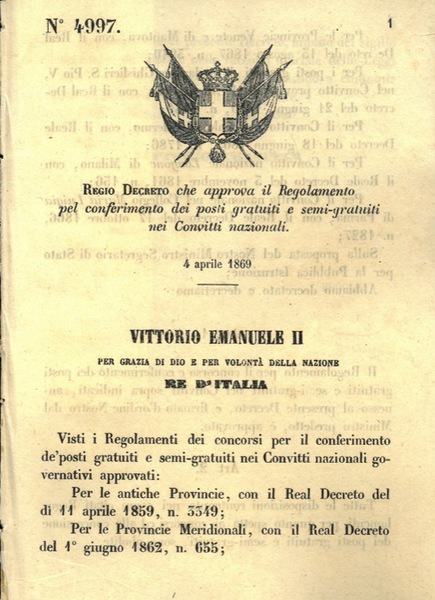 N° 4997.
1
REGIO DECRETO che approva il Regolamento
pel conferimento dei posti gratuiti e semi-gratuiti
nei Convitti nazionali.
4 aprile 1869
VITTORIO EMANUELE II
PER GRAZIA DI DIO E PER VOLONTÀ DELLA NAZIONE
RE D'ITALIA
Visti i Regolamenti dei concorsi per il conferimento
de'posti gratuiti e semi-gratuiti nei Convitti nazionali go-
vernativi approvati:
Per le antiche Provincie, con il Real Decreto del
dì 11 aprile 1859, n. 3349;
Per le Provincie Meridionali, con il Real Decreto
del 1° giugno 1862, n. 655;